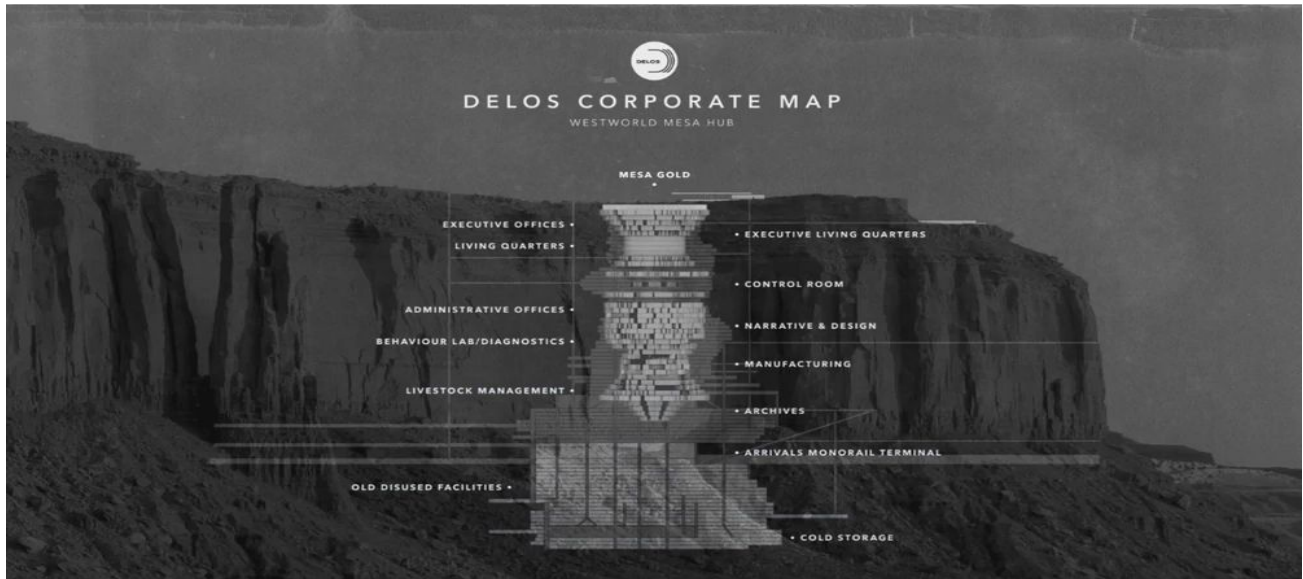 DELOS
DELOS CORPORATE MAP
WESTWORLD MESA HUB
MESA GOLD
EXECUTIVE OFFICES
EXECUTIVE LIVING QUARTERS
LIVING QUARTERS
CONTROL ROOM
ADMINISTRATIVE OFFICES
NARRATIVE & DESIGN
BEHAVIOUR LAB/DIAGNOSTICS
MANUFACTURING
LIVESTOCK MANAGEMENT
ARCHIVES
ARRIVALS MONORAIL TERMINAL
OLD DISUSED FACILITIES
COLD STORAGE